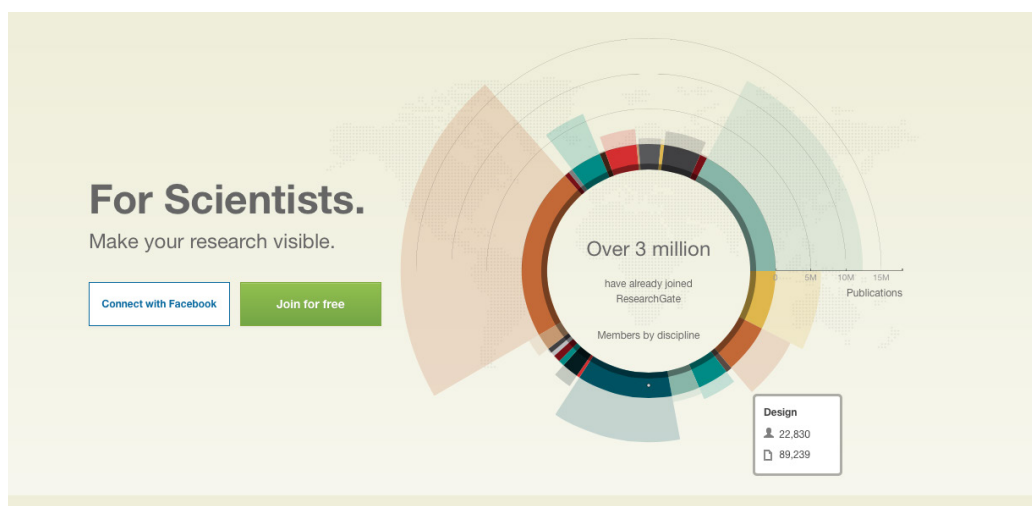 For Scientists.
Make your research visible.
Connect with Facebook
Join for free
Over 3 million
have already joined
ResearchGate
Members by discipline
0 5M 10M 15M
Publications
Design
22,830
89,239